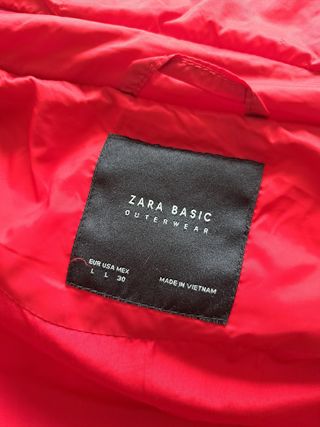 ZARA BASIC
OUTERWEAR
EUR USA MEX
L L 30
MADE IN VIETNAM